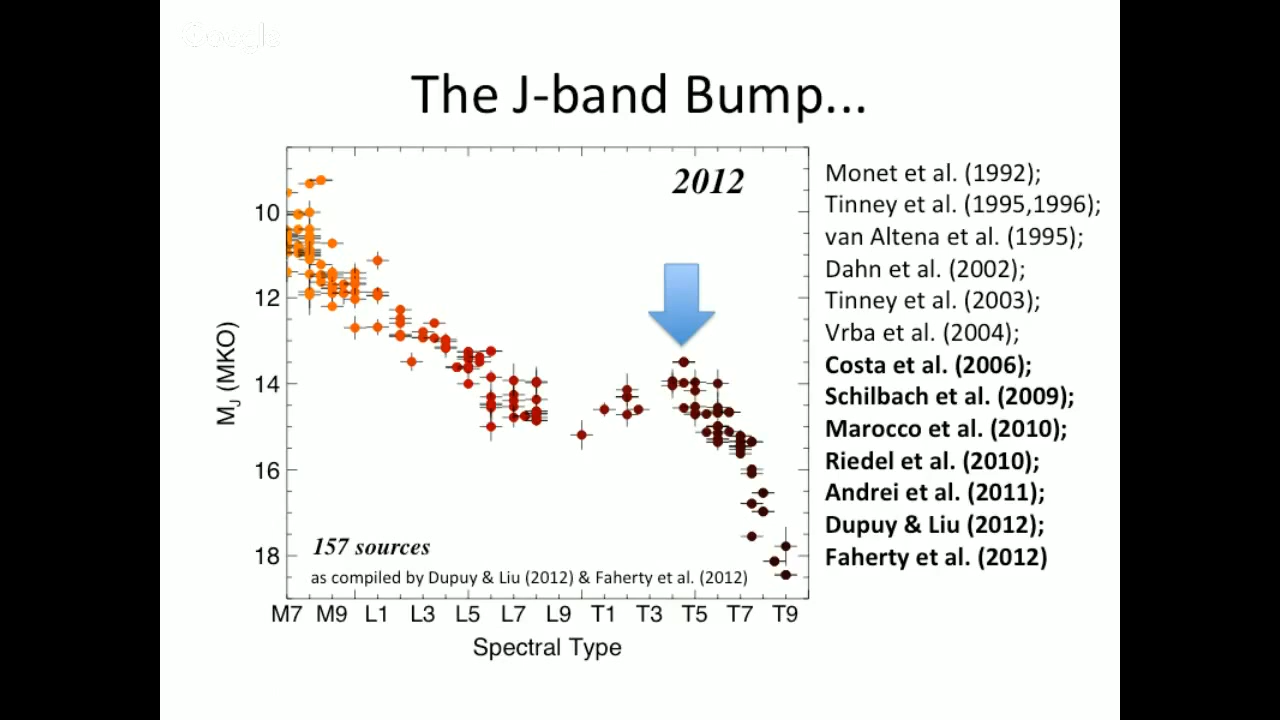 Google
The J-band Bump...
2012
10
12
14
16
18
MJ (MKO)
157 sources
as compiled by Dupuy & Liu (2012) & Faherty et al. (2012)
M7 M9 L1 L3 L5 L7 L9 T1 T3 T5 T7 T9
Spectral Type
Monet et al. (1992);
Tinney et al. (1995,1996);
van Altena et al. (1995);
Dahn et al. (2002);
Tinney et al. (2003);
Vrba et al. (2004);
Costa et al. (2006);
Schilbach et al. (2009);
Marocco et al. (2010);
Riedel et al. (2010);
Andrei et al. (2011);
Dupuy & Liu (2012);
Faherty et al. (2012)